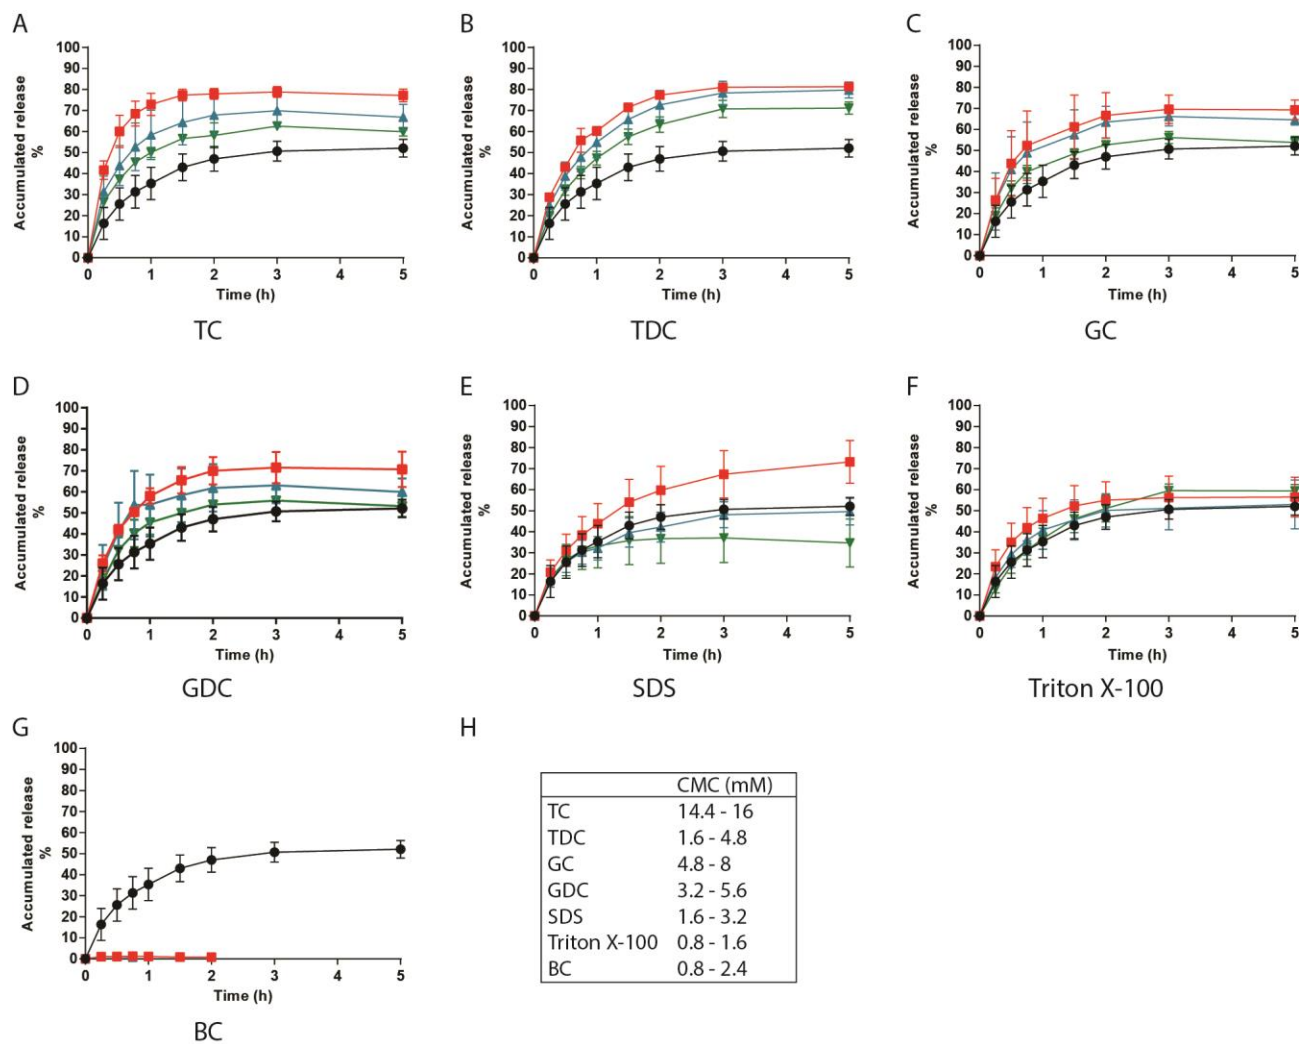 A
Accumulated release
%
100
90
80
70
60
50
40
30
20
10
0
0 1 2 3 4 5
Time (h)
TC
B
Accumulated release
%
100
90
80
70
60
50
40
30
20
10
0
0 1 2 3 4 5
Time (h)
TDC
C
Accumulated release
%
100
90
80
70
60
50
40
30
20
10
0
0 1 2 3 4 5
Time (h)
GC
D
Accumulated release
%
100
90
80
70
60
50
40
30
20
10
0
0 1 2 3 4 5
Time (h)
GDC
E
Accumulated release
%
100
90
80
70
60
50
40
30
20
10
0
0 1 2 3 4 5
Time (h)
SDS
F
Accumulated release
%
100
90
80
70
60
50
40
30
20
10
0
0 1 2 3 4 5
Time (h)
Triton X-100
G
Accumulated release
%
100
90
80
70
60
50
40
30
20
10
0
0 1 2 3 4 5
Time (h)
BC
H
CMC (mM)
TC 14.4 - 16
TDC 1.6 - 4.8
GC 4.8 - 8
GDC 3.2 - 5.6
SDS 1.6 - 3.2
Triton X-100 0.8 - 1.6
BC 0.8 - 2.4